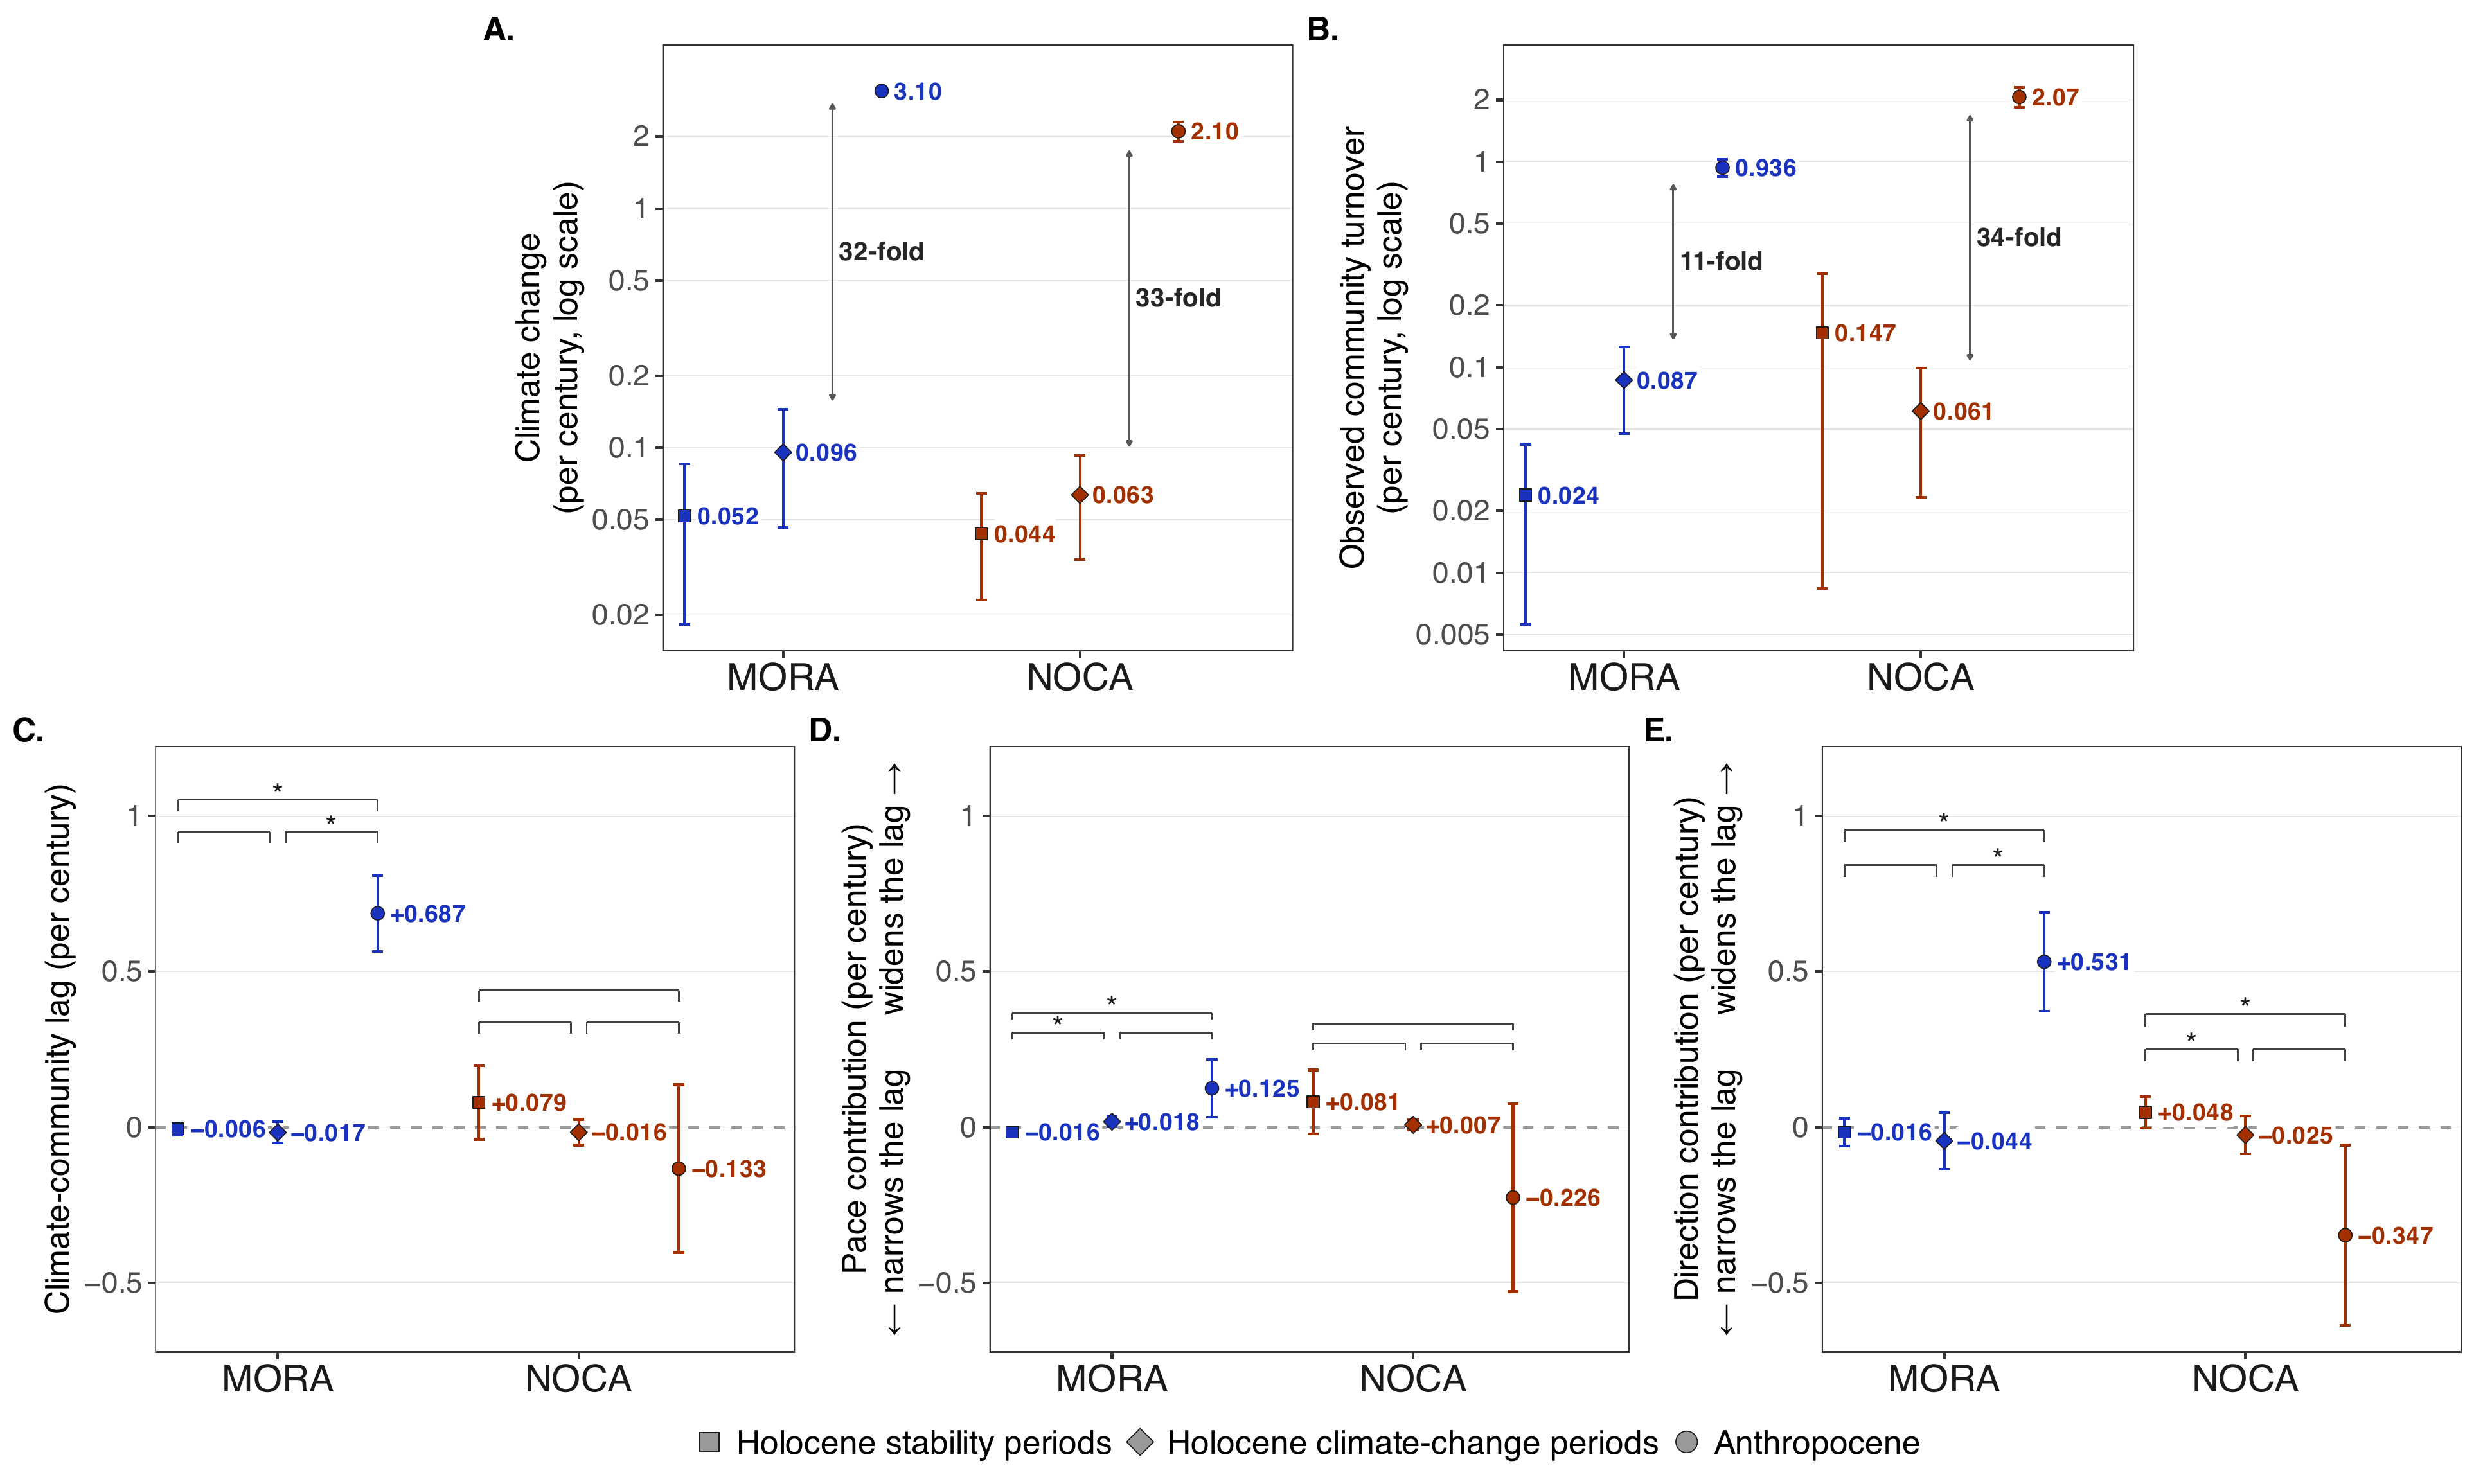 A.
Climate change
(per century, log scale)
2
1
0.5
0.2
0.1
0.05
0.02
3.10
2.10
32-fold
33-fold
0.096
0.052
0.063
0.044
MORA
NOCA
B.
Observed community turnover
(per century, log scale)
2
1
0.5
0.2
0.1
0.05
0.02
0.01
0.005
2.07
0.936
34-fold
11-fold
0.147
0.087
0.061
0.024
MORA
NOCA
C.
Climate-community lag (per century)
1
0.5
0
−0.5
*
*
+0.687
+0.079
−0.006
−0.017
−0.016
−0.133
MORA
NOCA
D.
Pace contribution (per century)
← narrows the lag widens the lag →
1
0.5
0
−0.5
*
*
+0.125
+0.081
−0.016
+0.018
+0.007
−0.226
MORA
NOCA
E.
Direction contribution (per century)
← narrows the lag widens the lag →
1
0.5
0
−0.5
*
*
+0.531
*
*
+0.048
−0.016
−0.044
−0.025
−0.347
MORA
NOCA
Holocene stability periods
Holocene climate-change periods
Anthropocene